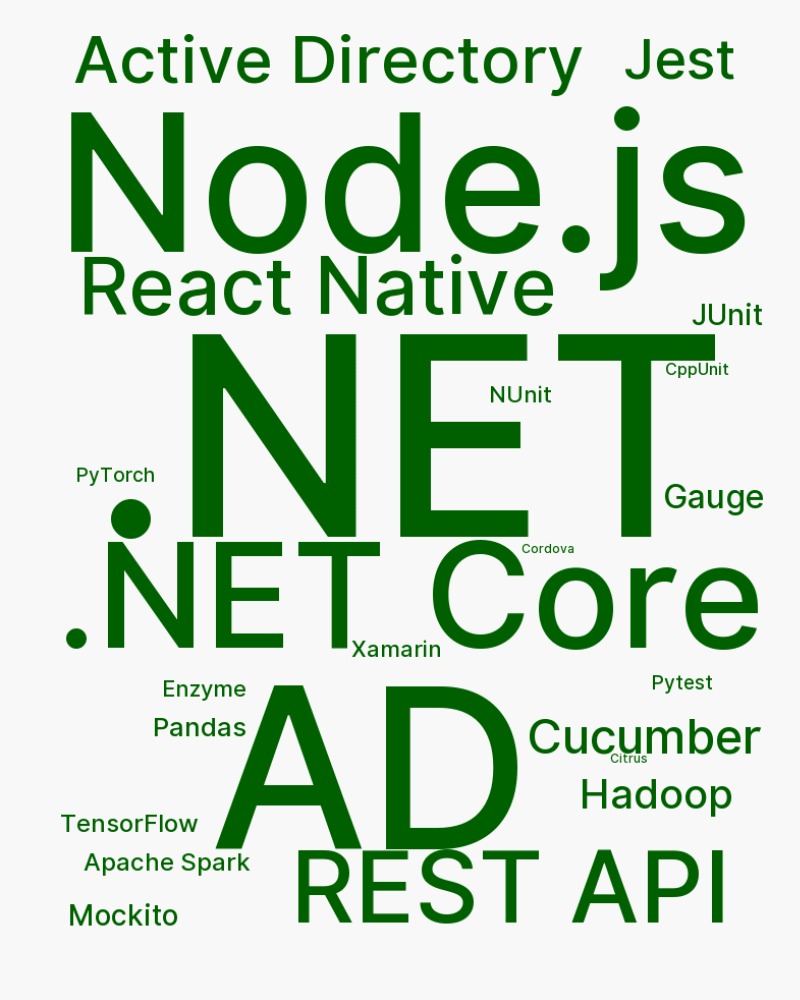 Active Directory
Jest
Node.js
React Native
JUnit
.NET
CppUnit
NUnit
PyTorch
Gauge
.NET Core
Cordova
Xamarin
Enzyme
Pytest
AD
Pandas
Cucumber
Citrus
Hadoop
TensorFlow
Apache Spark
REST API
Mockito